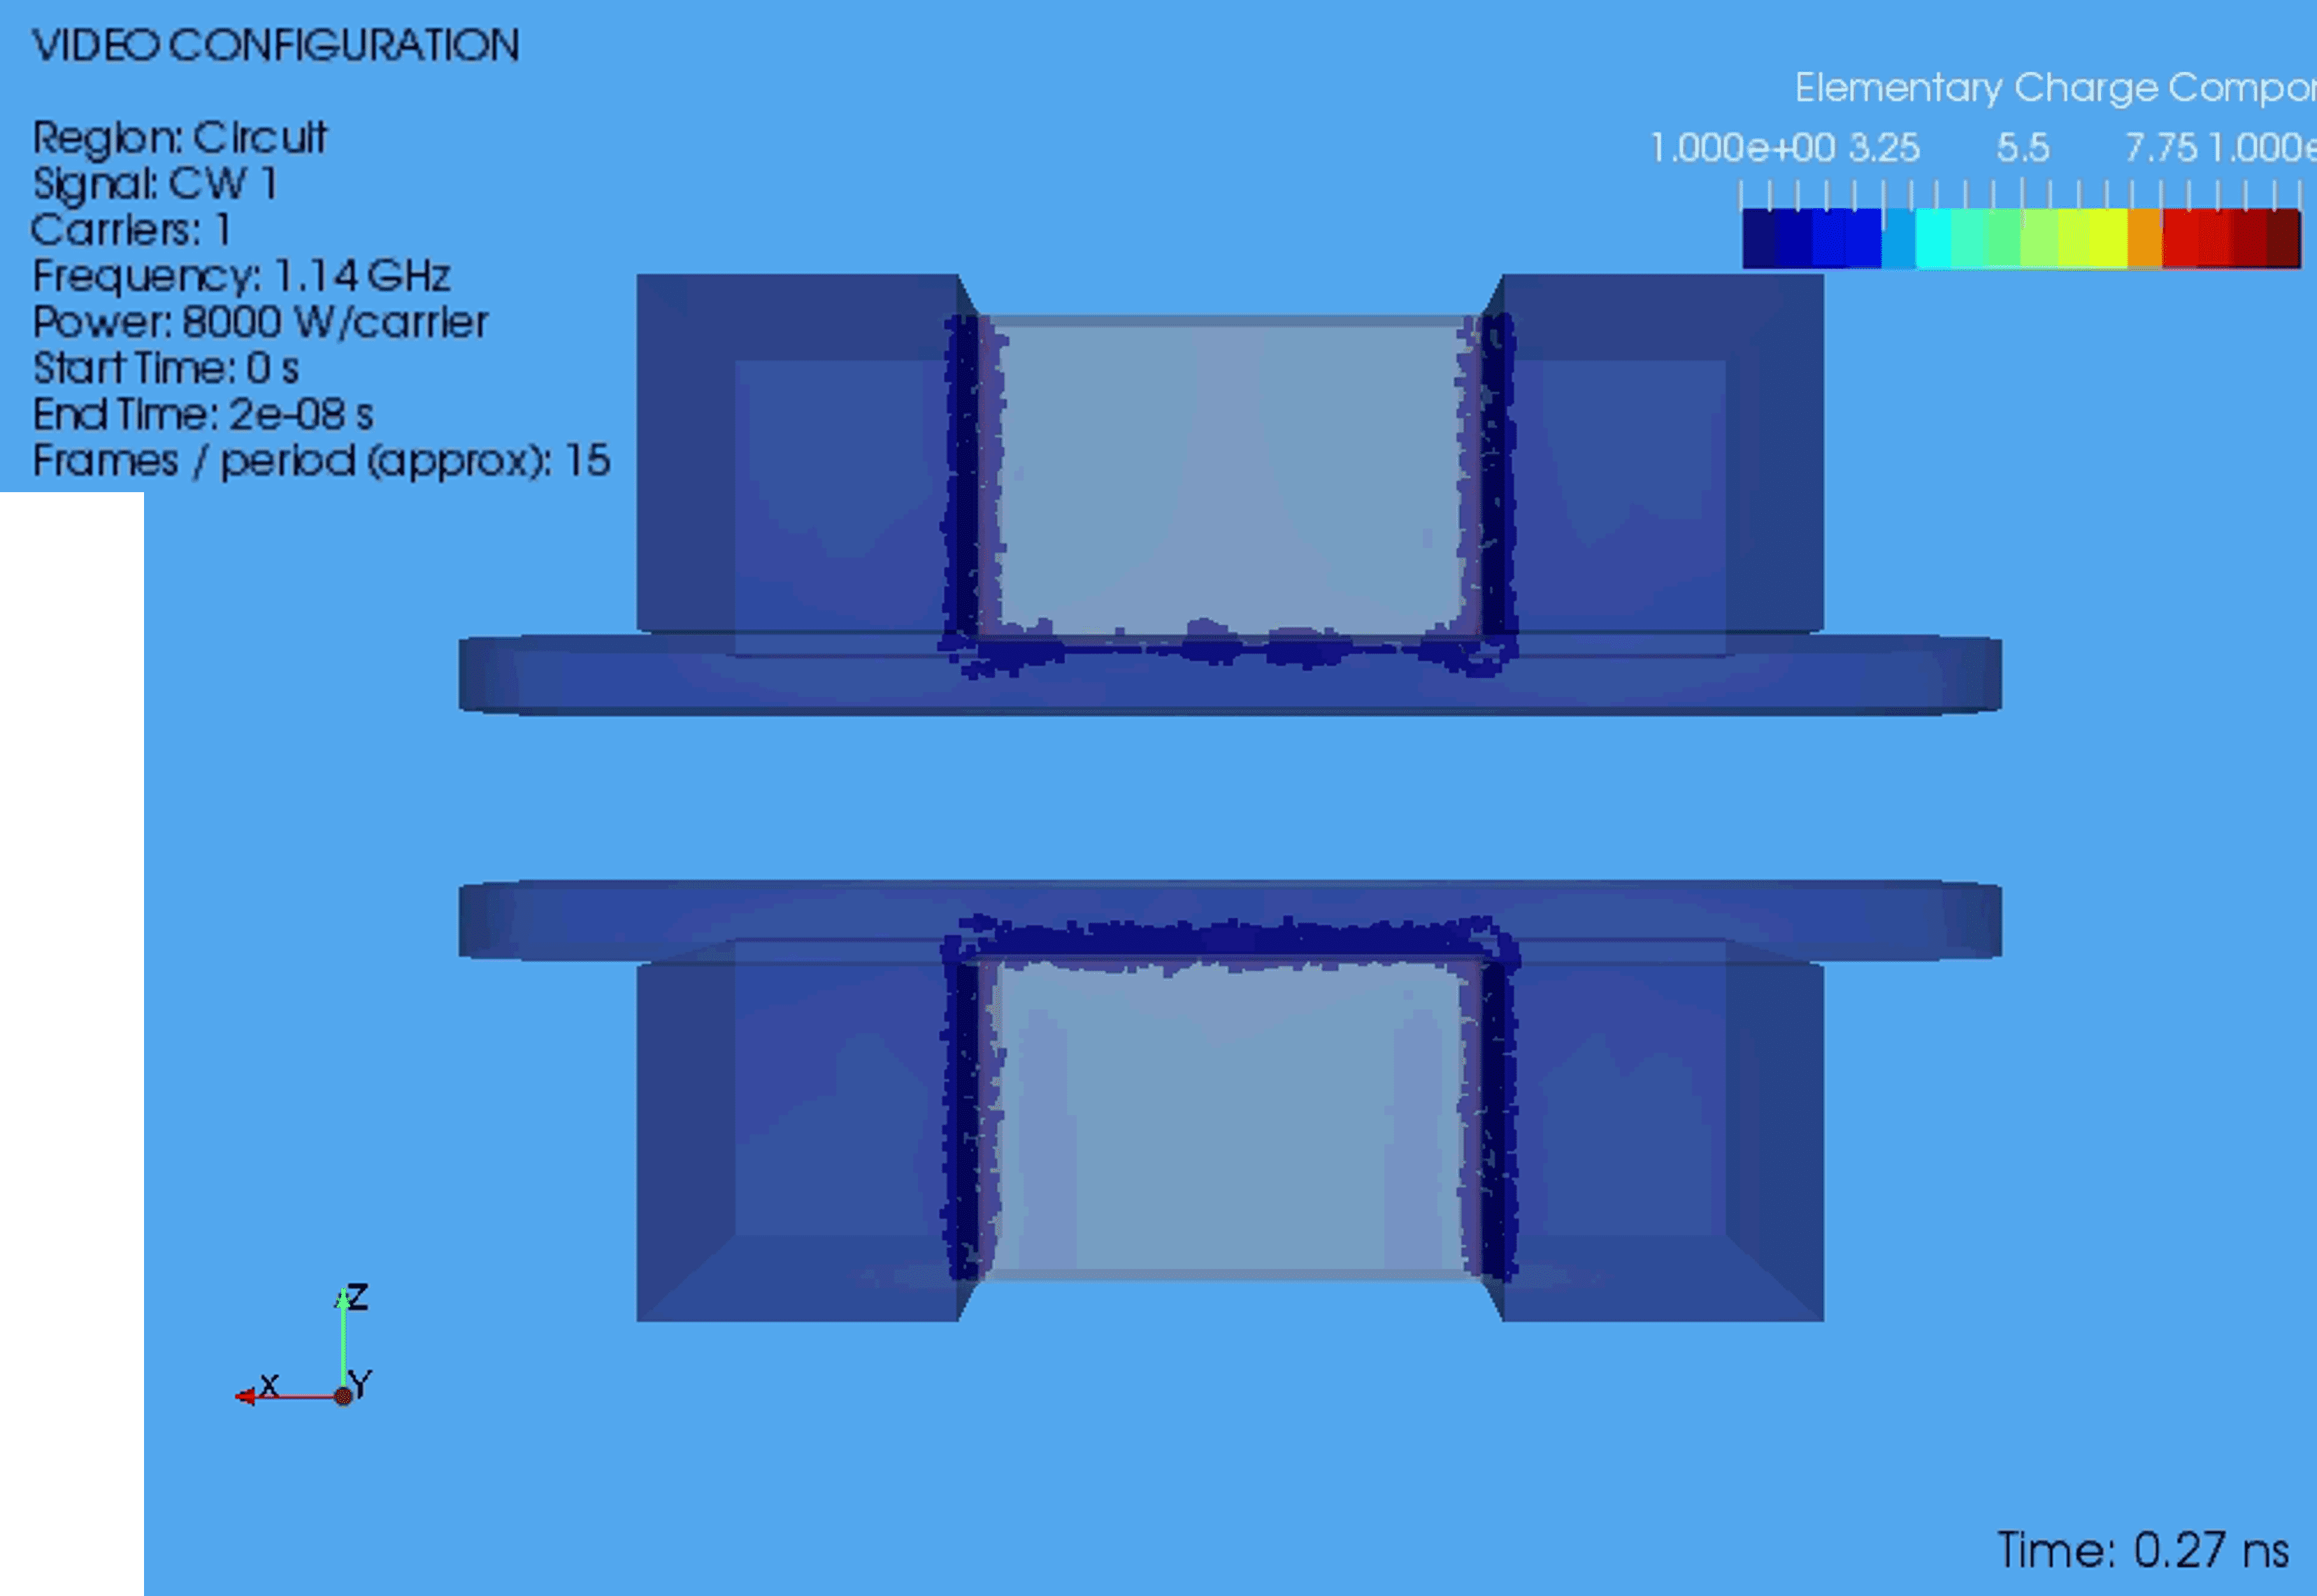 VIDEO CONFIGURATION
Region: Circuit
Signal: CW 1
Carriers: 1
Frequency: 1.14 GHz
Power: 8000 W/carrier
Start Time: 0 s
End Time: 2e-08 s
Frames / period (approx): 15
Elementary Charge Compor
1.000e+00 3.25 5.5 7.75 1.000e
Z
X Y
Time: 0.27 ns